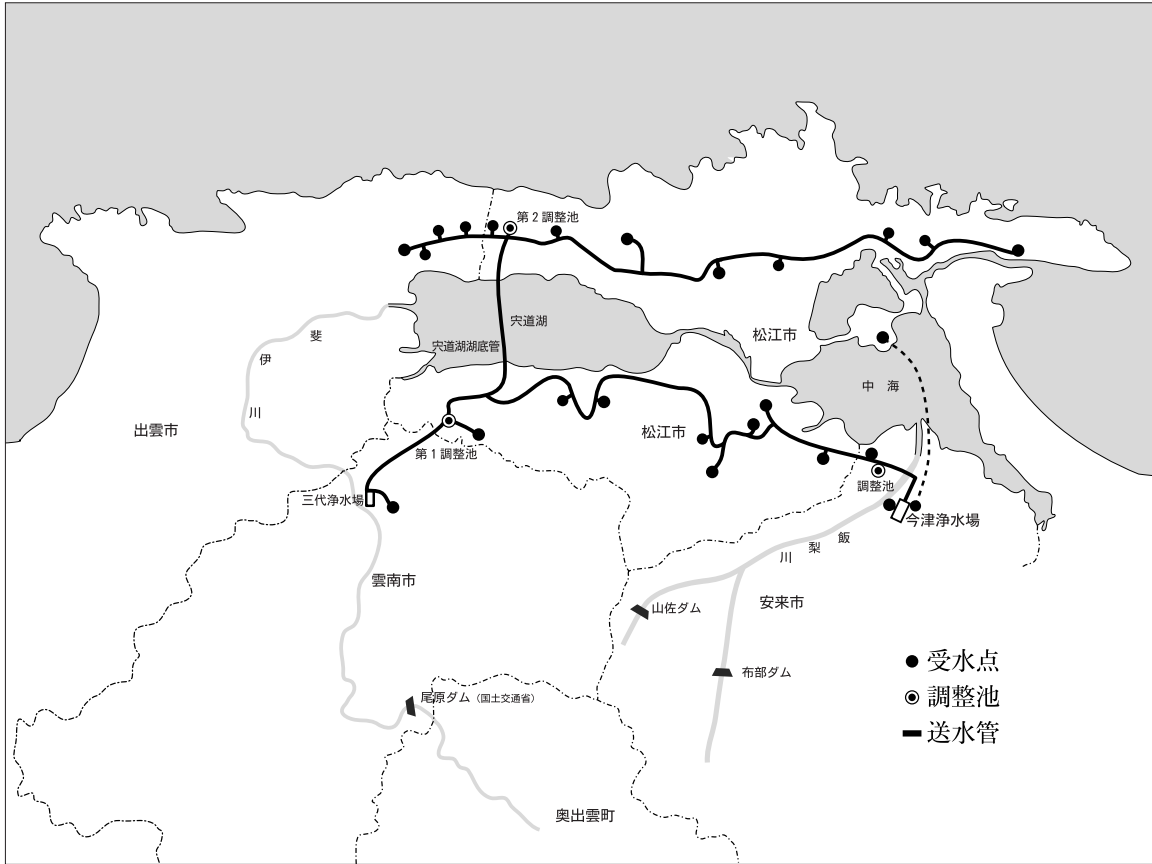 第2調整池
宍道湖
宍道湖湖底管
松江市
中海
斐
伊
川
出雲市
松江市
第1調整池
三代浄水場
調整池
今津浄水場
飯
梨
川
雲南市
山佐ダム
安来市
布部ダム
尾原ダム(国土交通省)
奥出雲町
受水点
調整池
送水管